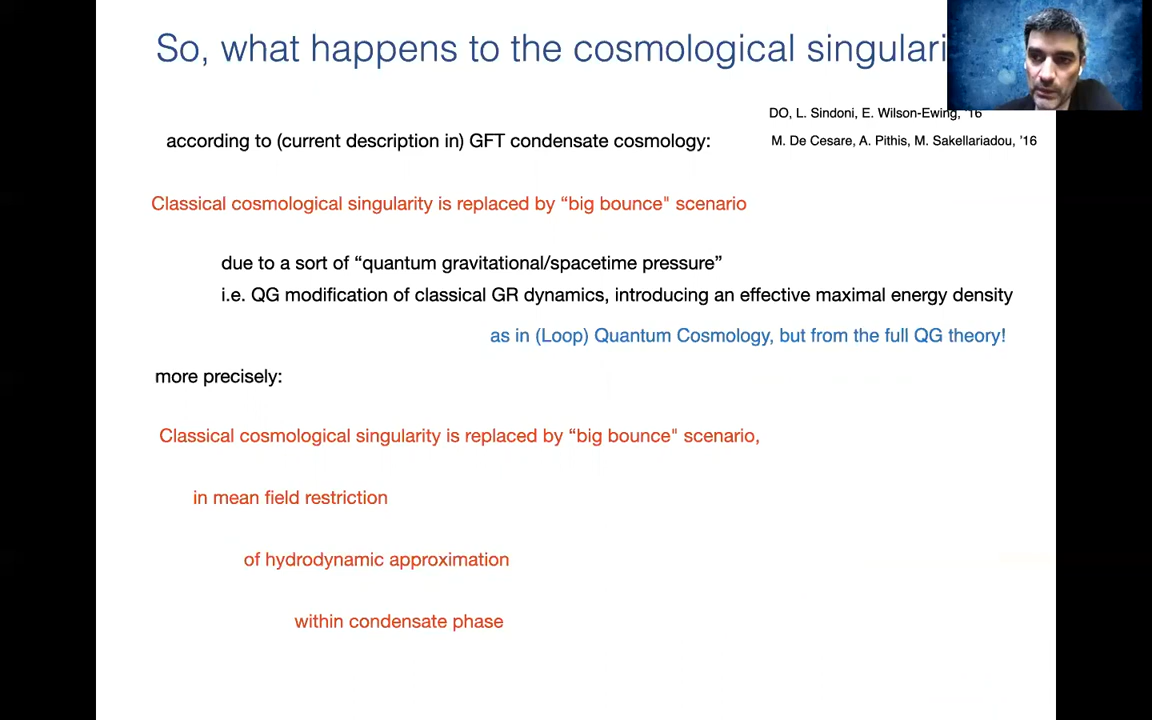 So, what happens to the cosmological singulari
DO, L. Sindoni, E. Wilson-Ewing, '16
according to (current description in) GFT condensate cosmology:
M. De Cesare, A. Pithis, M. Sakellariadou, '16
Classical cosmological singularity is replaced by “big bounce" scenario
due to a sort of “quantum gravitational/spacetime pressure”
i.e. QG modification of classical GR dynamics, introducing an effective maximal energy density
as in (Loop) Quantum Cosmology, but from the full QG theory!
more precisely:
Classical cosmological singularity is replaced by “big bounce" scenario,
in mean field restriction
of hydrodynamic approximation
within condensate phase